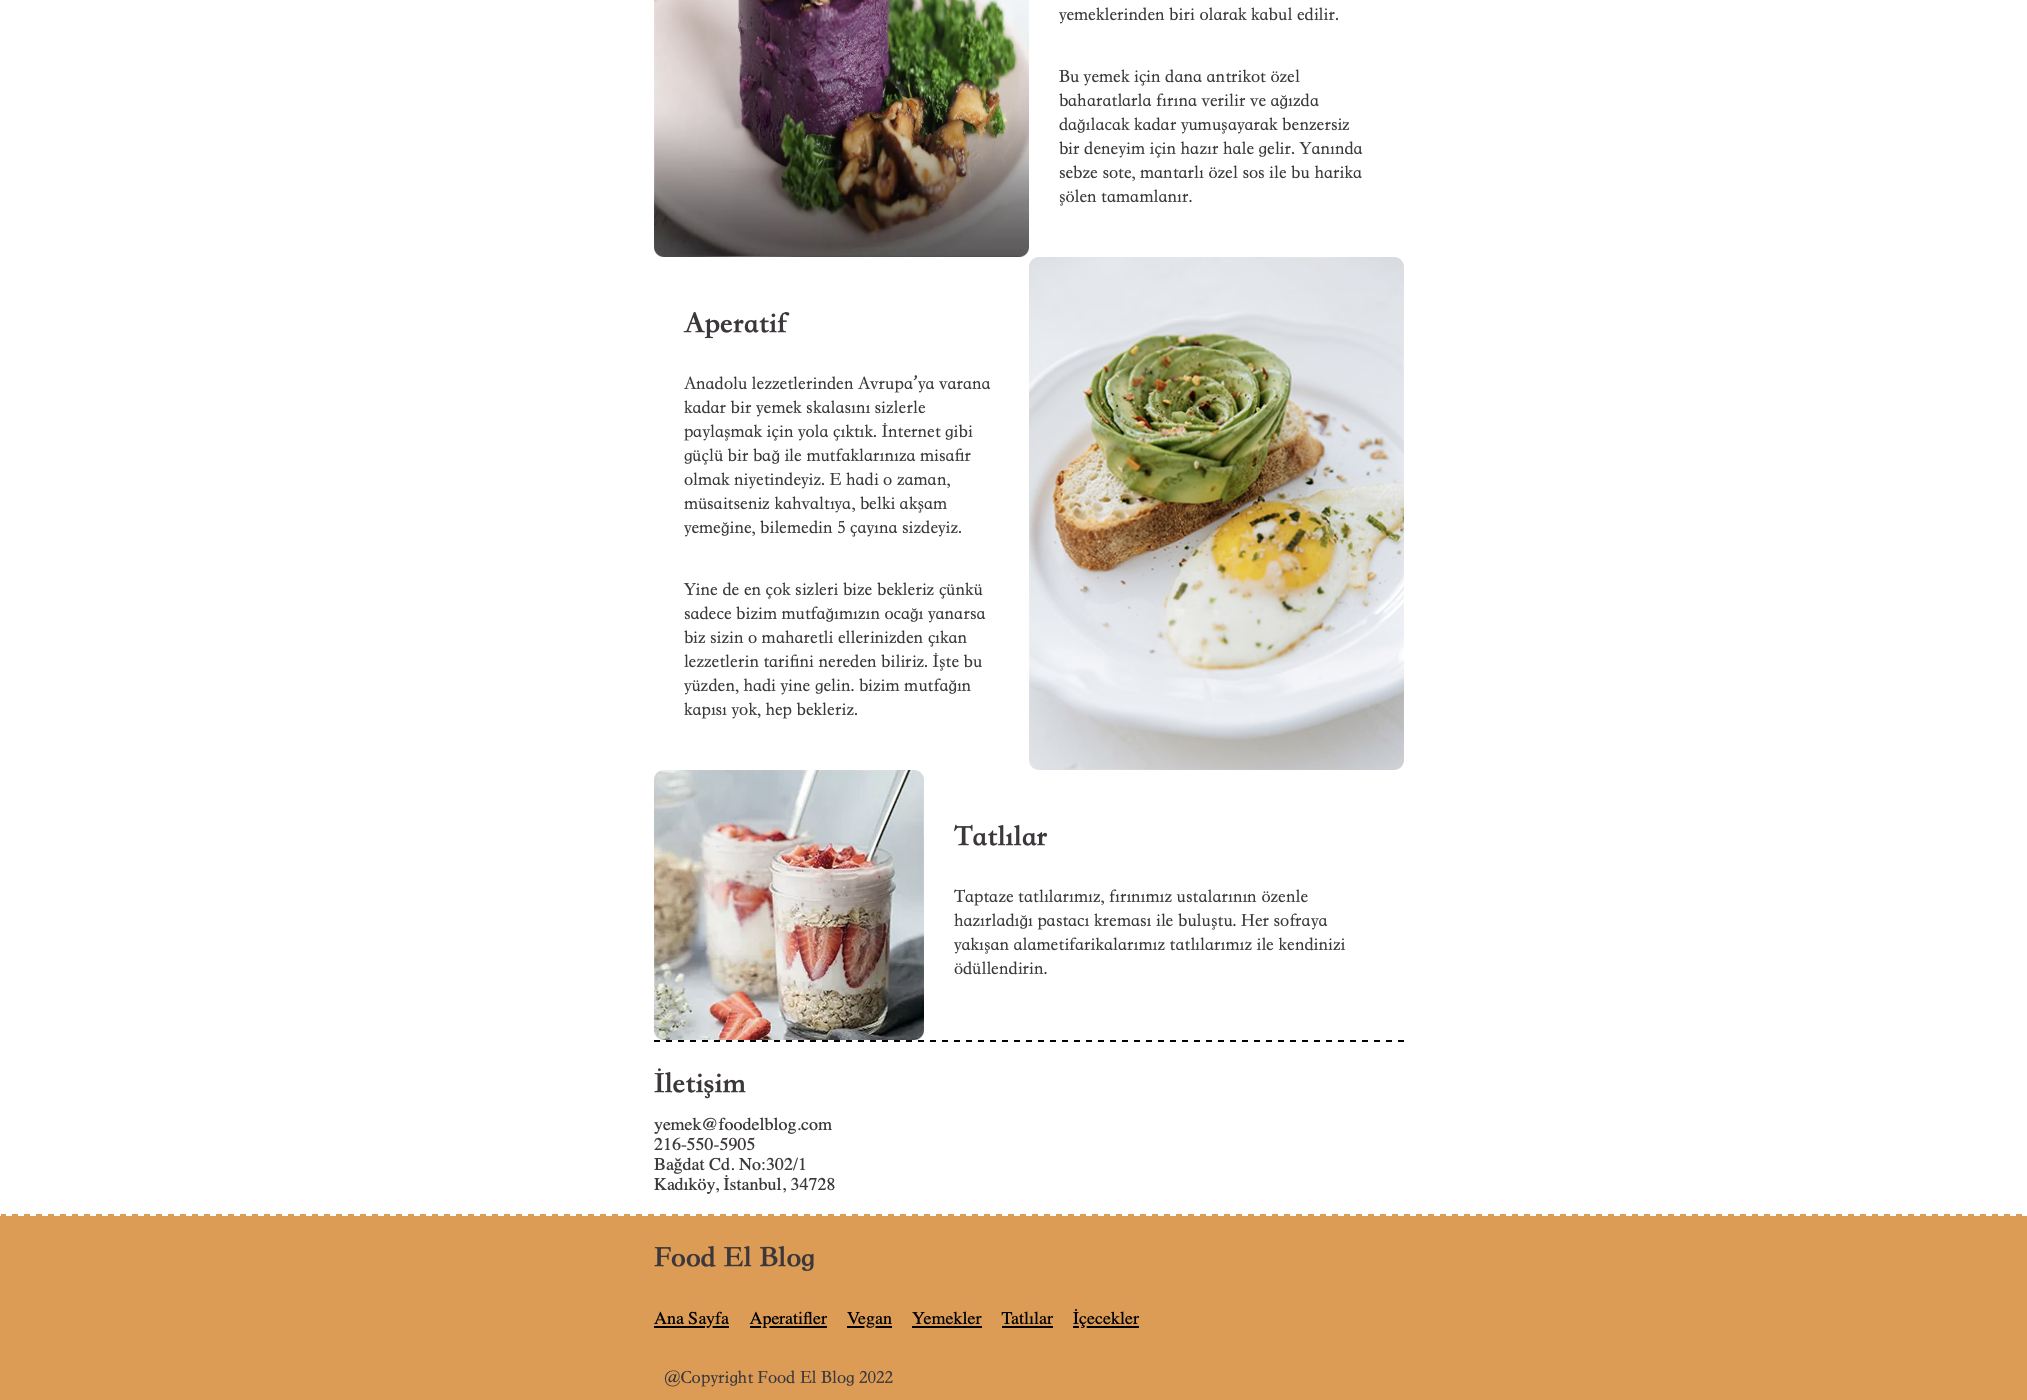 yemeklerinden biri olarak kabul edilir.
Bu yemek için dana antrikot özel
baharatlarla fırına verilir ve ağızda
dağılacak kadar yumuşayarak benzersiz
bir deneyim için hazır hale gelir. Yanında
sebze sote, mantarlı özel sos ile bu harika
şölen tamamlanır.
Aperatif
Anadolu lezzetlerinden Avrupa’ya varana
kadar bir yemek skalasını sizlerle
paylaşmak için yola çıktık. İnternet gibi
güçlü bir bağ ile mutfaklarınıza misafir
olmak niyetindeyiz. E hadi o zaman,
müsaitseniz kahvaltıya, belki akşam
yemeğine, bilemedin 5 çayına sizdeyiz.
Yine de en çok sizleri bize bekleriz çünkü
sadece bizim mutfağımızın ocağı yanarsa
biz sizin o maharetli ellerinizden çıkan
lezzetlerin tarifini nereden biliriz. İşte bu
yüzden, hadi yine gelin. bizim mutfağın
kapısı yok, hep bekleriz.
Tatlılar
Taptaze tatlılarımız, fırınımız ustalarının özenle
hazırladığı pastacı kreması ile buluştu. Her sofraya
yakışan alametifarikalarımız tatlılarımız ile kendinizi
ödüllendirin.
İletişim
yemek@foodelblog.com
216-550-5905
Bağdat Cd. No:302/1
Kadıköy, İstanbul, 34728
Food El Blog
Ana Sayfa Aperatifler Vegan Yemekler Tatlılar İçecekler
@Copyright Food El Blog 2022